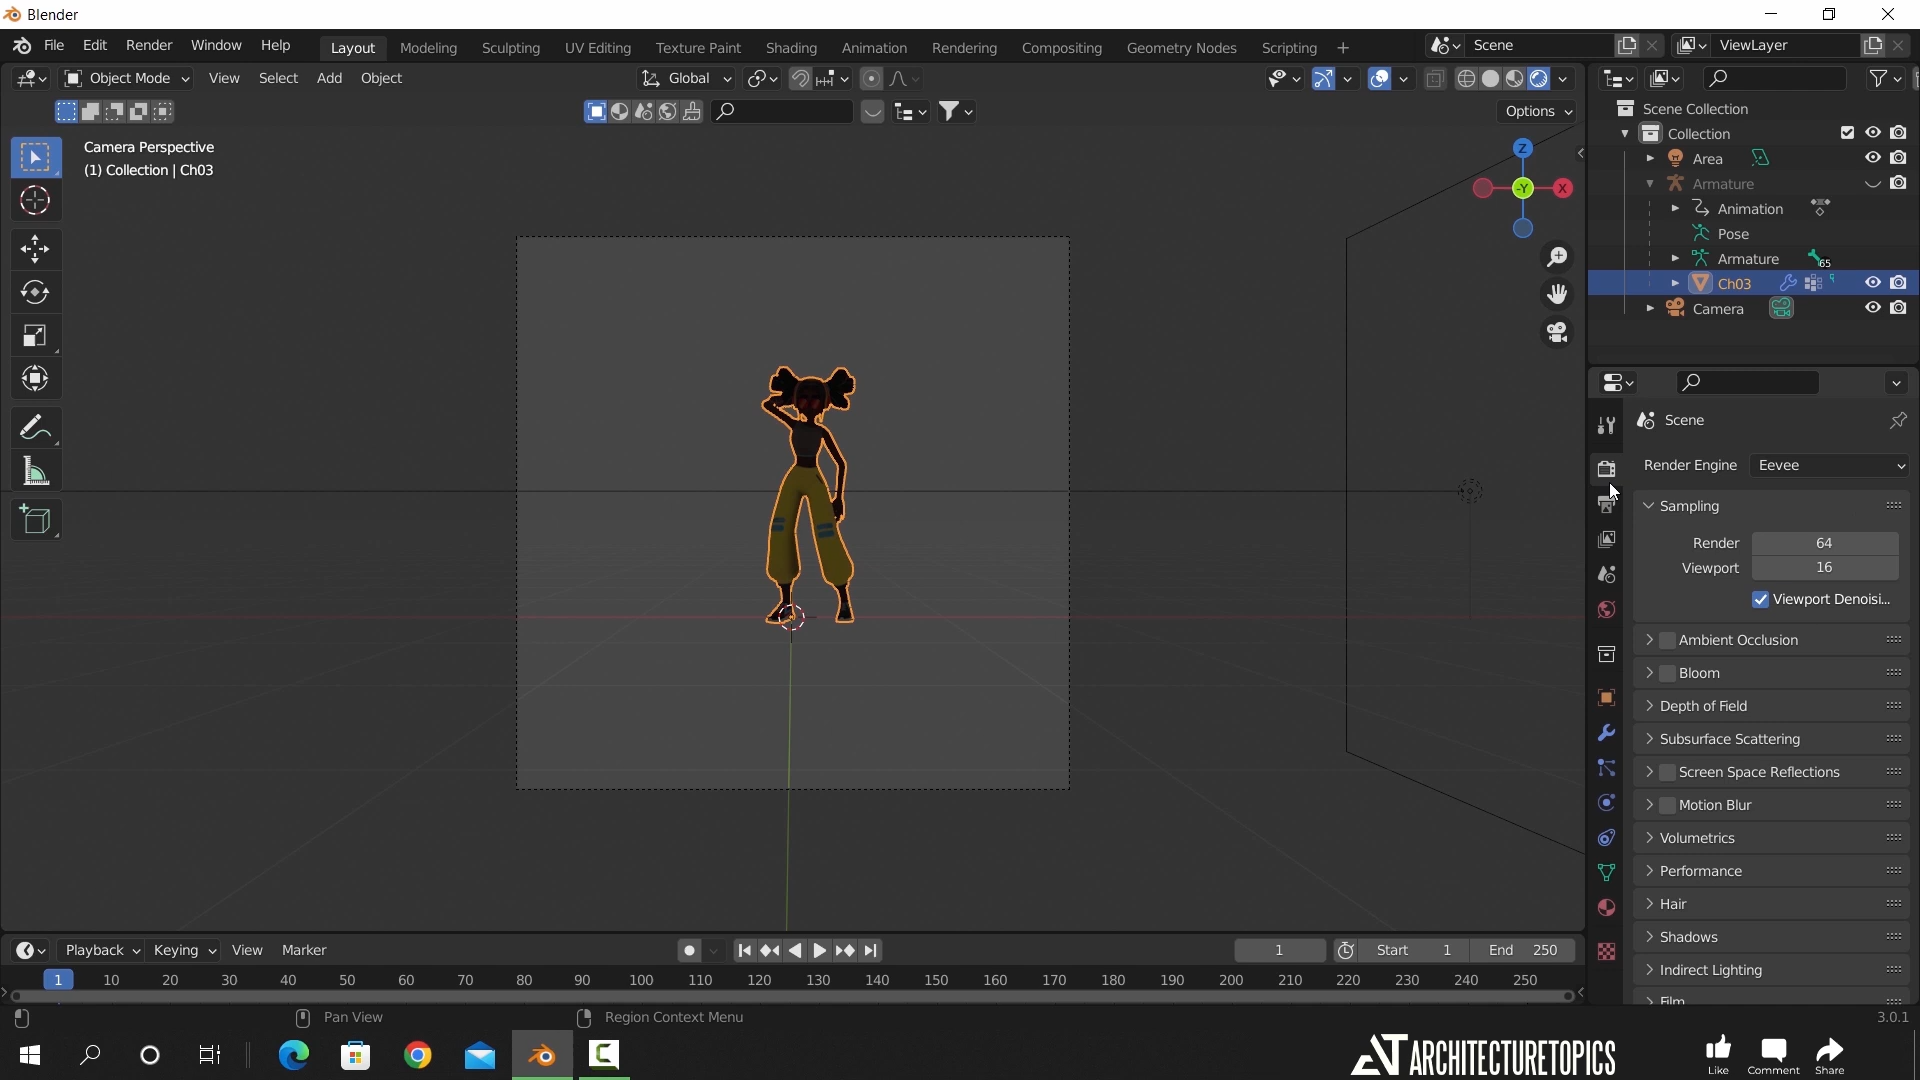 Blender
File Edit Render Window Help Layout Modeling Sculpting UV Editing Texture Paint Shading Animation Rendering Compositing Geometry Nodes Scripting + Scene ViewLayer
Object Mode View Select Add Object Global
Options
Camera Perspective
(1) Collection | Ch03
Z
-Y X
Scene Collection
Collection
Area
Armature
Animation
Pose
Armature 65
Ch03
Camera
Scene
Render Engine Eevee
Sampling
Render 64
Viewport 16
Viewport Denoisi...
Ambient Occlusion
Bloom
Depth of Field
Subsurface Scattering
Screen Space Reflections
Motion Blur
Volumetrics
Performance
Hair
Shadows
Indirect Lighting
Film
Playback Keying View Marker 1 Start 1 End 250
1 10 20 30 40 50 60 70 80 90 100 110 120 130 140 150 160 170 180 190 200 210 220 230 240 250
Pan View Region Context Menu 3.0.1
ARCHITECTURETOPICS
Like Comment Share